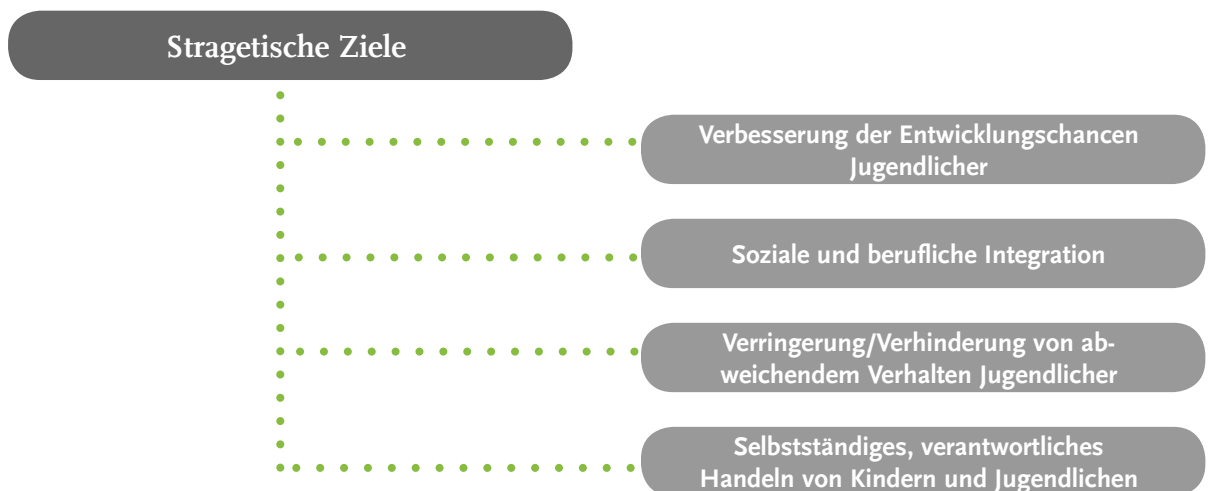 Stragetische Ziele
Verbesserung der Entwicklungschancen
Jugendlicher
Soziale und berufliche Integration
Verringerung/Verhinderung von ab-
weichendem Verhalten Jugendlicher
Selbstständiges, verantwortliches
Handeln von Kindern und Jugendlichen